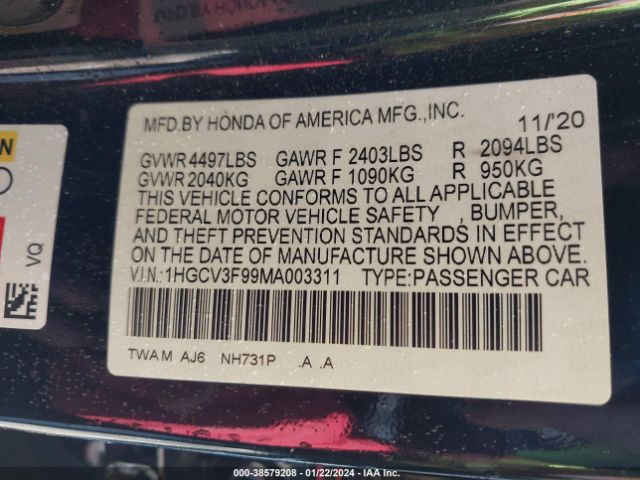 MFD.BY HONDA OF AMERICA MFG.,INC. 11/'20
GVWR 4497LBS GAWR F 2403LBS R 2094LBS
GVWR 2040KG GAWR F 1090KG R 950KG
THIS VEHICLE CONFORMS TO ALL APPLICABLE
FEDERAL MOTOR VEHICLE SAFETY , BUMPER,
AND THEFT PREVENTION STANDARDS IN EFFECT
ON THE DATE OF MANUFACTURE SHOWN ABOVE.
V.I.N.:1HGCV3F99MA003311 TYPE:PASSENGER CAR
TWA M AJ6 NH731P .A .A
VQ
000-38579208 - 01/22/2024 - IAA Inc.